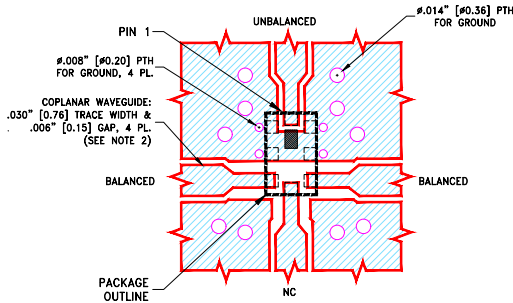 UNBALANCED
PIN 1
ø.014" [ø0.36] PTH
FOR GROUND
ø.008" [ø0.20] PTH
FOR GROUND, 4 PL.
COPLANAR WAVEGUIDE:
.030" [0.76] TRACE WIDTH &
. .006" [0.15] GAP, 4 PL.
(SEE NOTE 2)
BALANCED
BALANCED
PACKAGE
OUTLINE
NC